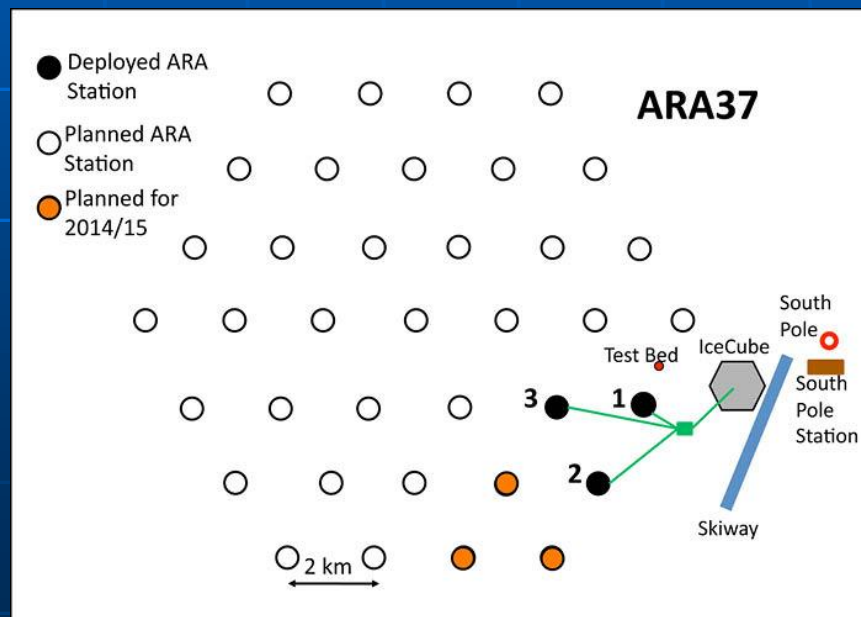 Deployed ARA
Station
Planned ARA
Station
Planned for
2014/15
ARA37
South
Pole
Test Bed
IceCube
3
1
South
Pole
Station
2
Skiway
2 km